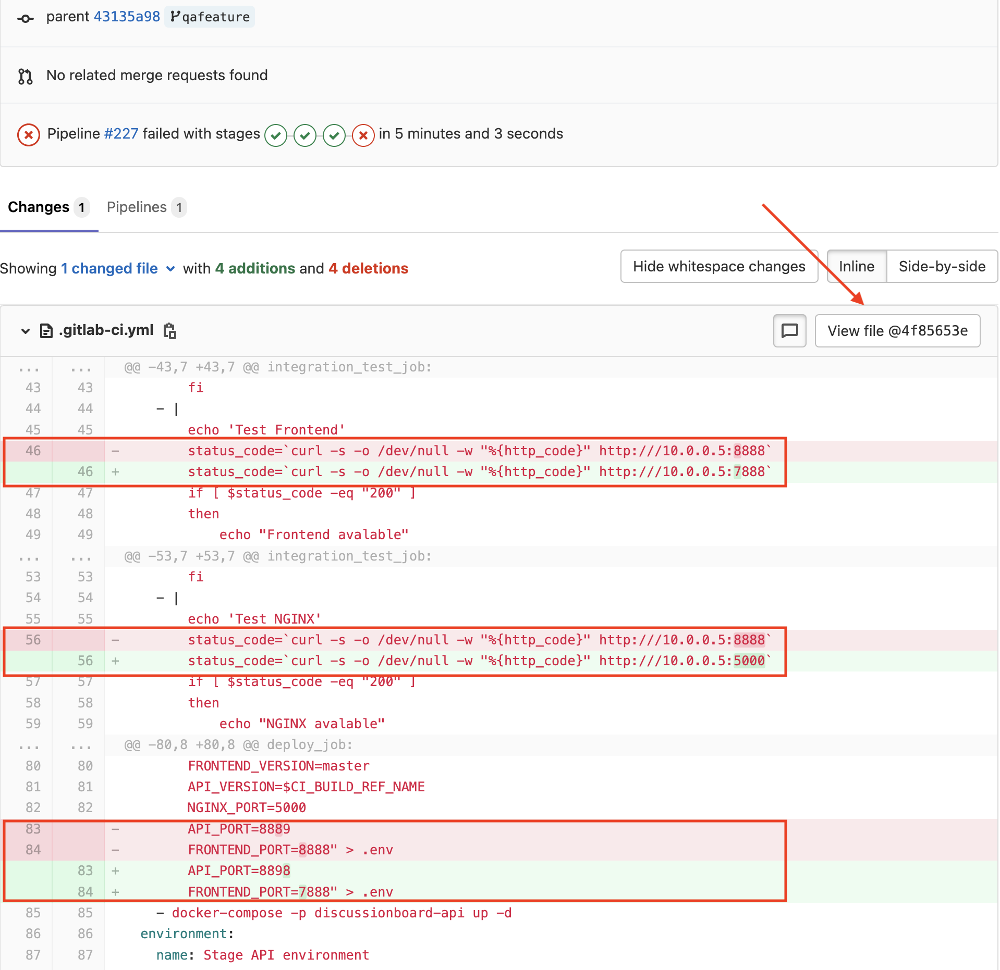 parent 43135a98 qafeature
No related merge requests found
Pipeline #227 failed with stages in 5 minutes and 3 seconds
Changes 1 Pipelines 1
Showing 1 changed file with 4 additions and 4 deletions
Hide whitespace changes Inline Side-by-side
.gitlab-ci.yml View file @4f85653e
... ... @@ -43,7 +43,7 @@ integration_test_job:
43 43 fi
44 44 - |
45 45 echo 'Test Frontend'
46 - status_code=`curl -s -o /dev/null -w "%{http_code}" http:///10.0.0.5:8888`
46 + status_code=`curl -s -o /dev/null -w "%{http_code}" http:///10.0.0.5:7888`
47 47 if [ $status_code -eq "200" ]
48 48 then
49 49 echo "Frontend avalable"
... ... @@ -53,7 +53,7 @@ integration_test_job:
53 53 fi
54 54 - |
55 55 echo 'Test NGINX'
56 - status_code=`curl -s -o /dev/null -w "%{http_code}" http:///10.0.0.5:8888`
56 + status_code=`curl -s -o /dev/null -w "%{http_code}" http:///10.0.0.5:5000`
57 57 if [ $status_code -eq "200" ]
58 58 then
59 59 echo "NGINX avalable"
... ... @@ -80,8 +80,8 @@ deploy_job:
80 80 FRONTEND_VERSION=master
81 81 API_VERSION=$CI_BUILD_REF_NAME
82 82 NGINX_PORT=5000
83 - API_PORT=8889
84 - FRONTEND_PORT=8888" > .env
83 + API_PORT=8898
84 + FRONTEND_PORT=7888" > .env
85 85 - docker-compose -p discussionboard-api up -d
86 86 environment:
87 87 name: Stage API environment